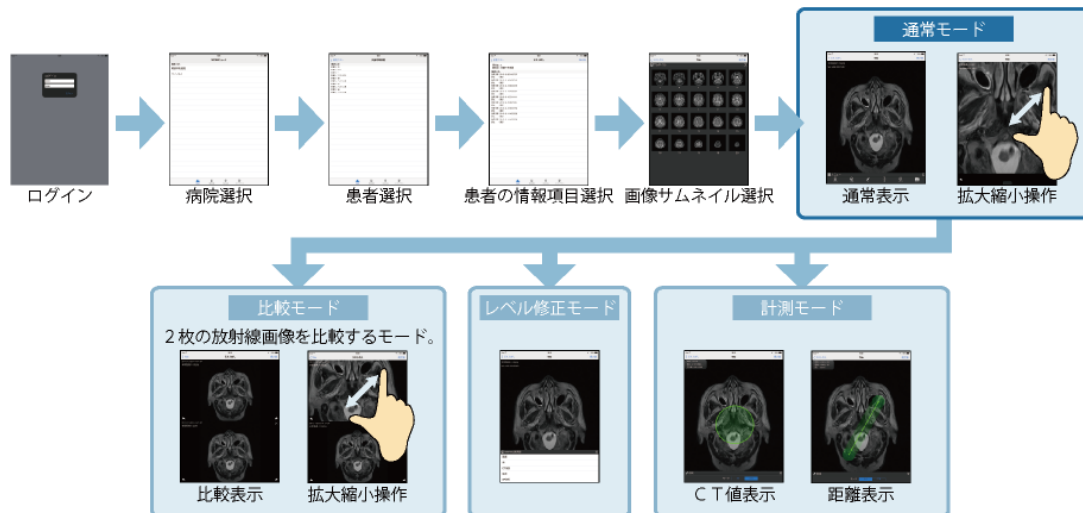 通常モード
ログイン
病院選択
患者選択
患者の情報項目選択
画像サムネイル選択
通常表示
拡大縮小操作
比較モード
2枚の放射線画像を比較するモード。
比較表示
拡大縮小操作
レベル修正モード
計測モード
CT値表示
距離表示